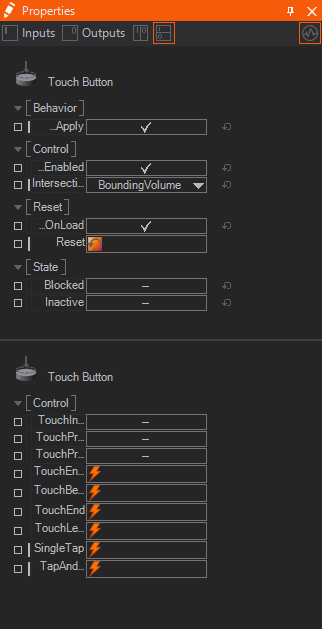 Properties
Inputs Outputs
Touch Button
Behavior
...Apply
Control
...Enabled
Intersecti... BoundingVolume
Reset
...OnLoad
Reset
State
Blocked
Inactive
Touch Button
Control
TouchIn...
TouchPr...
TouchPr...
TouchEn...
TouchBe...
TouchEnd
TouchLe...
SingleTap
TapAnd...